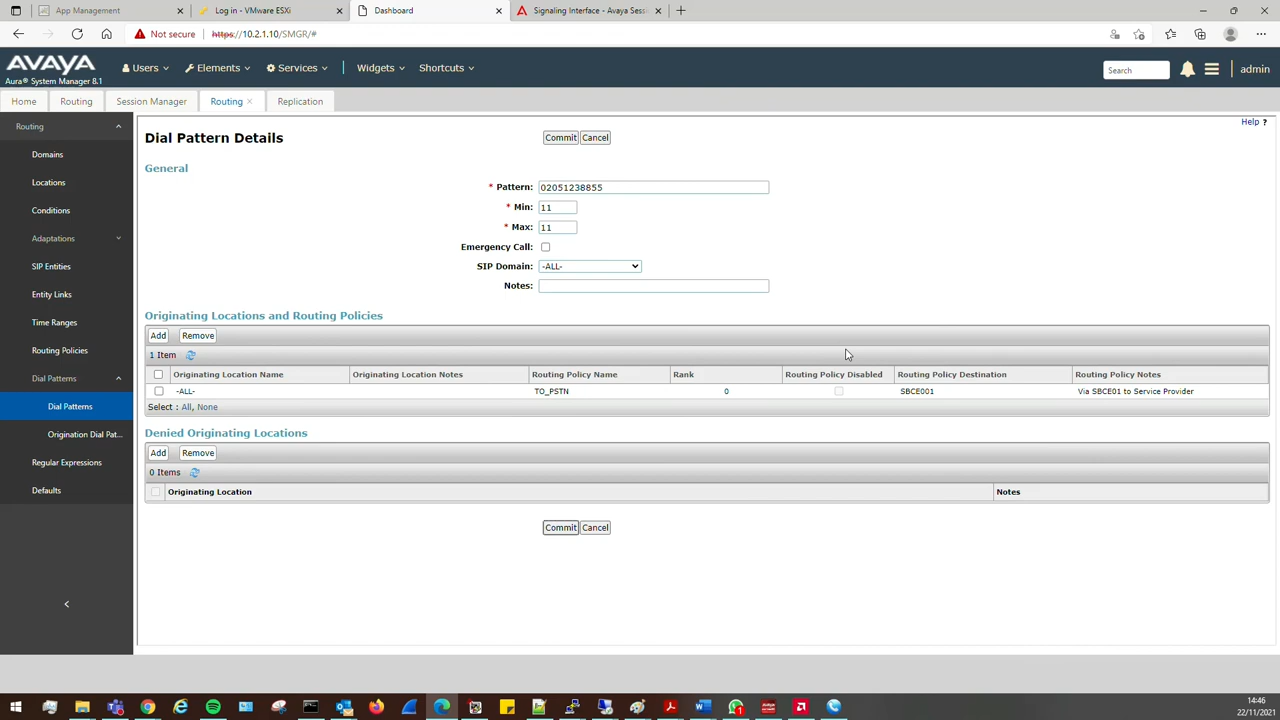 App Management
Log in - VMware ESXi
Dashboard
Signaling Interface - Avaya Sess
Not secure https://10.2.1.10/SMGR/#
AVAYA
Aura® System Manager 8.1
Users Elements Services Widgets Shortcuts
Search
admin
Home Routing Session Manager Routing Replication
Routing
Domains
Locations
Conditions
Adaptations
SIP Entities
Entity Links
Time Ranges
Routing Policies
Dial Patterns
Dial Patterns
Origination Dial Pat...
Regular Expressions
Defaults
Help ?
Dial Pattern Details
Commit Cancel
General
* Pattern: 02051238855
* Min: 11
* Max: 11
Emergency Call:
SIP Domain: -ALL-
Notes:
Originating Locations and Routing Policies
Add Remove
1 Item
Originating Location Name Originating Location Notes Routing Policy Name Rank Routing Policy Disabled Routing Policy Destination Routing Policy Notes
-ALL- TO_PSTN 0 SBCE001 Via SBCE01 to Service Provider
Select : All, None
Denied Originating Locations
Add Remove
0 Items
Originating Location Notes
Commit Cancel
14:46
22/11/2021